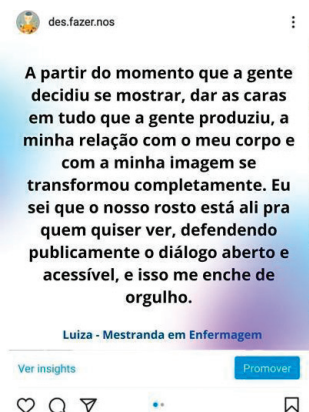 des.fazer.nos
A partir do momento que a gente
decidiu se mostrar, dar as caras
em tudo que a gente produziu, a
minha relação com o meu corpo e
com a minha imagem se
transformou completamente. Eu
sei que o nosso rosto está ali pra
quem quiser ver, defendendo
publicamente o diálogo aberto e
acessível, e isso me enche de
orgulho.
Luiza - Mestranda em Enfermagem
Ver insights
Promover